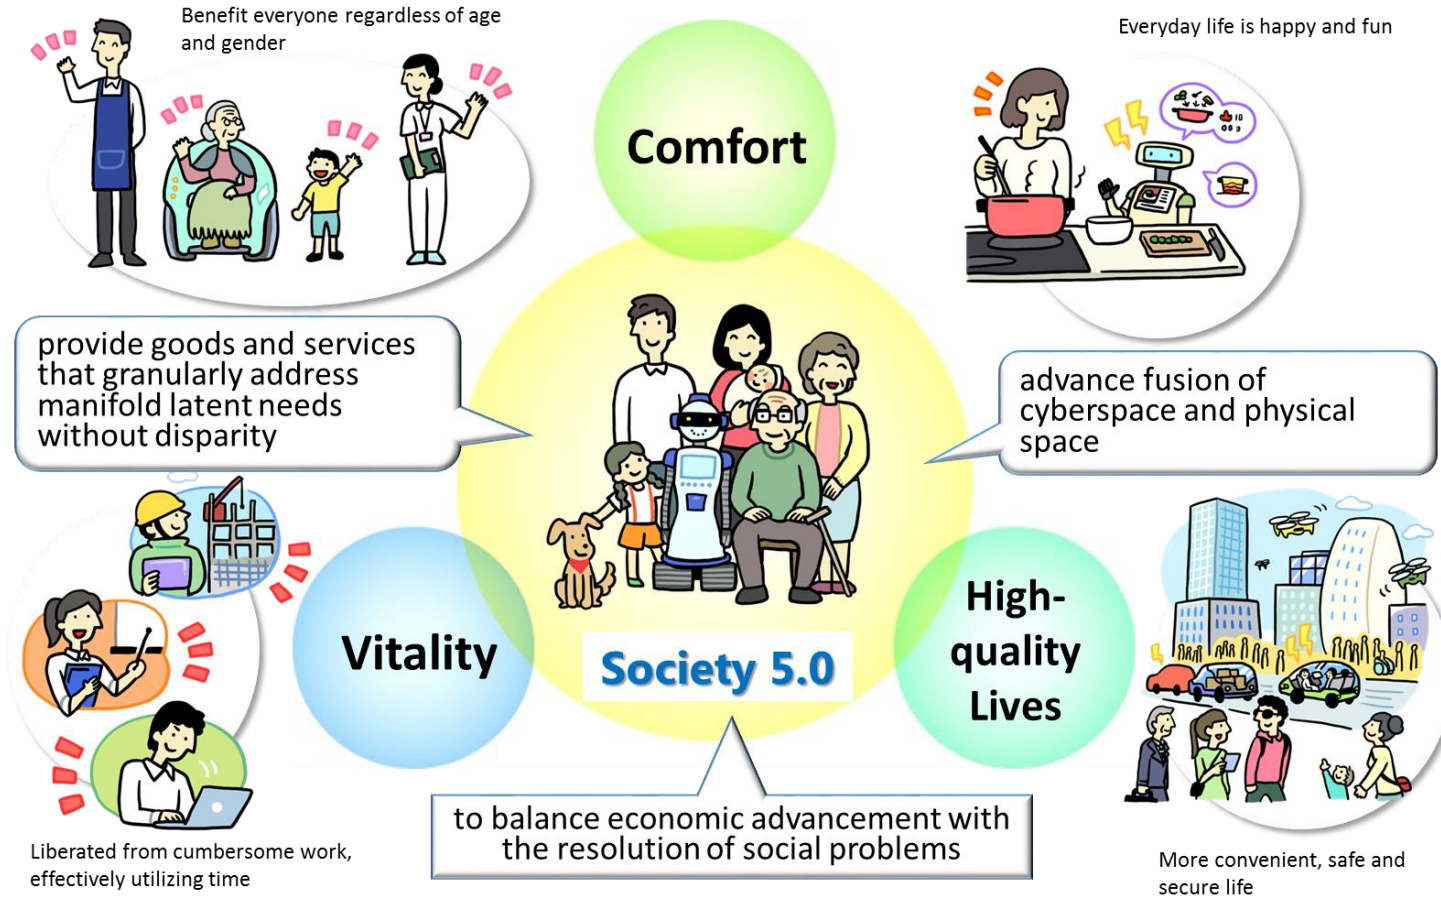 Benefit everyone regardless of age
and gender
Everyday life is happy and fun
Comfort
provide goods and services
that granularly address
manifold latent needs
without disparity
advance fusion of
cyberspace and physical
space
Vitality
Society 5.0
High-
quality
Lives
to balance economic advancement with
the resolution of social problems
Liberated from cumbersome work,
effectively utilizing time
More convenient, safe and
secure life